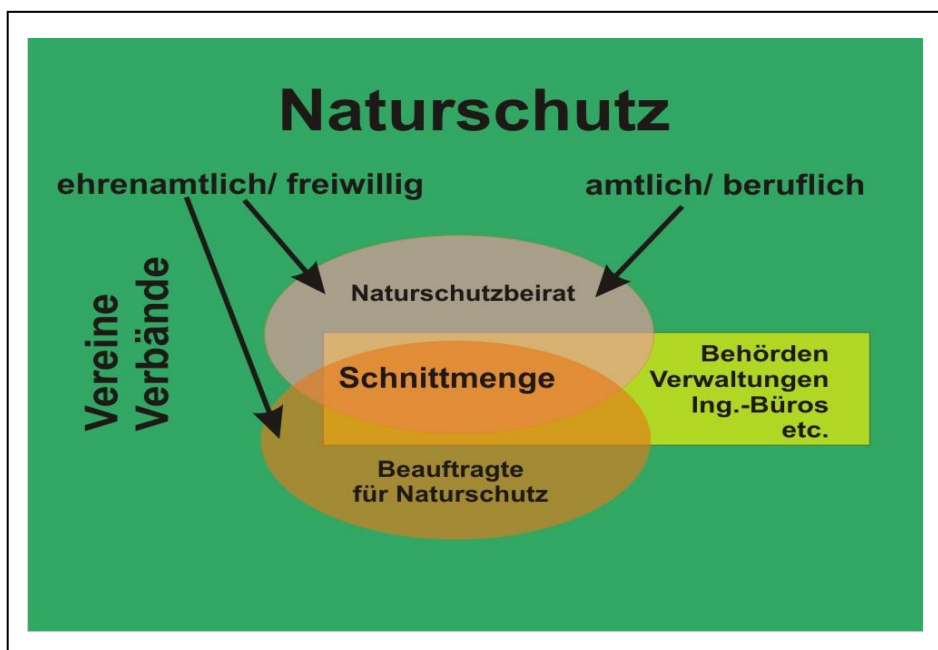 Naturschutz
ehrenamtlich/ freiwillig
amtlich/ beruflich
Vereine
Verbände
Naturschutzbeirat
Schnittmenge
Behörden
Verwaltungen
Ing.-Büros
etc.
Beauftragte
für Naturschutz